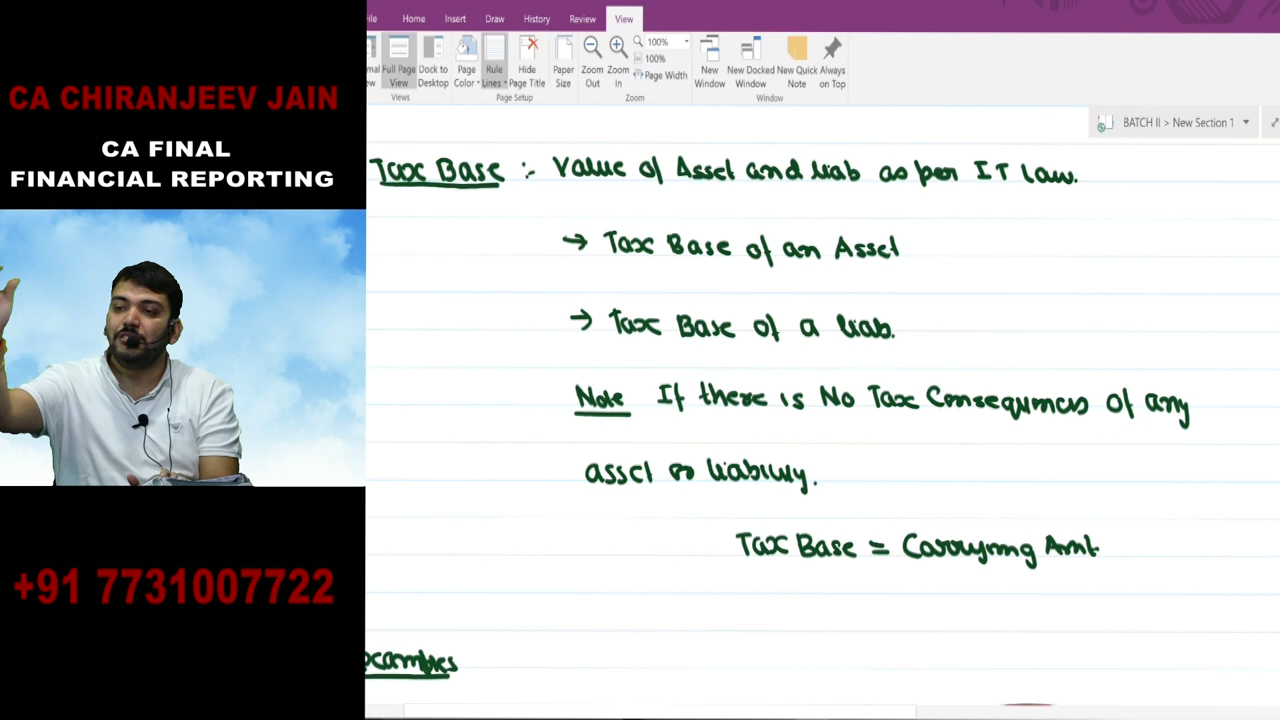 ile Home Insert Draw History Review View
mal Full Page Dock to Page Rule Hide Paper Zoom Zoom 100% New New Docked New Quick Always
ew View Desktop Color Lines Page Title Size Out In 100% Window Window Note on Top
Page Width
Views Page Setup Zoom Window
BATCH II > New Section 1
CA CHIRANJEEV JAIN
CA FINAL
FINANCIAL REPORTING
+91 7731007722
Tax Base :- Value of Asset and liab as per IT law.
→ Tax Base of an Asset
→ Tax Base of a liab.
Note If there is No Tax Consequences of any
asset or liability.
Tax Base = Carrying Amt.